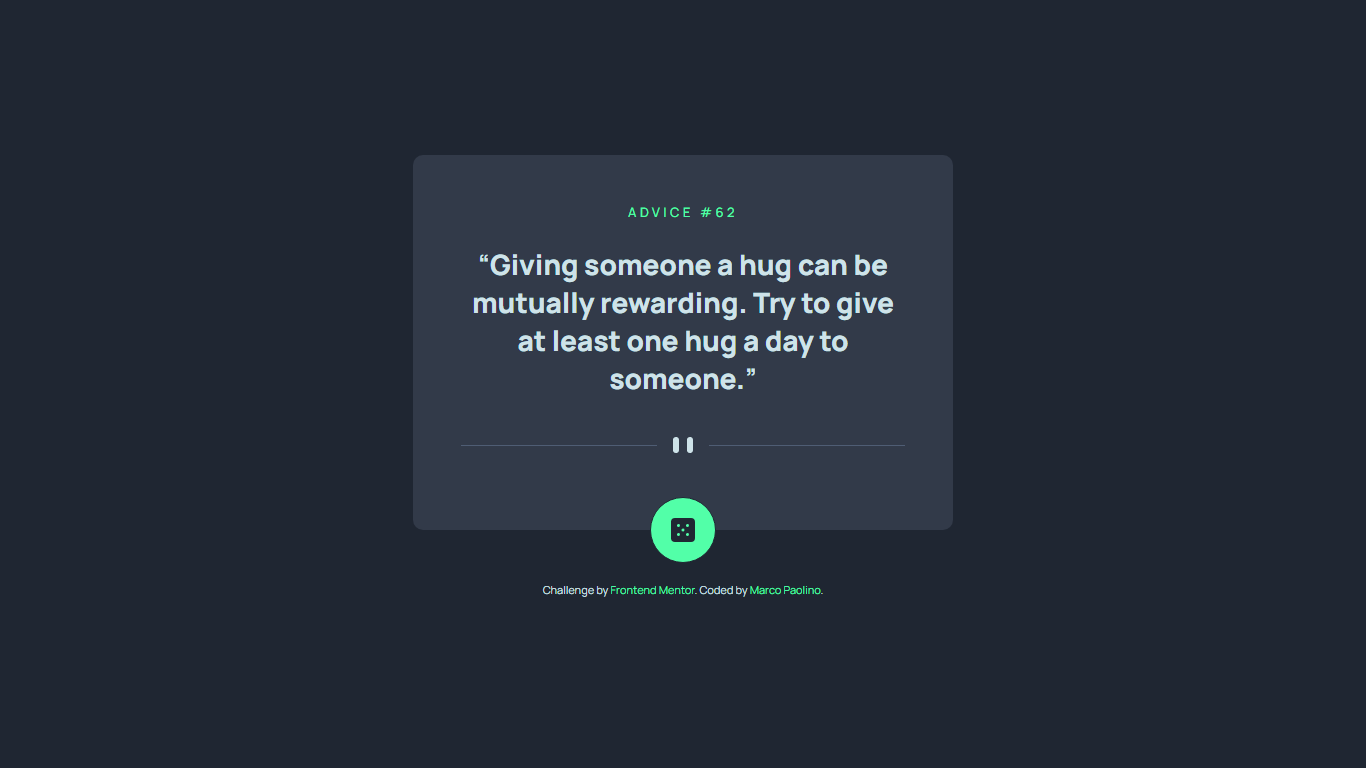 ADVICE #62
“Giving someone a hug can be
mutually rewarding. Try to give
at least one hug a day to
someone.”
Challenge by Frontend Mentor. Coded by Marco Paolino.